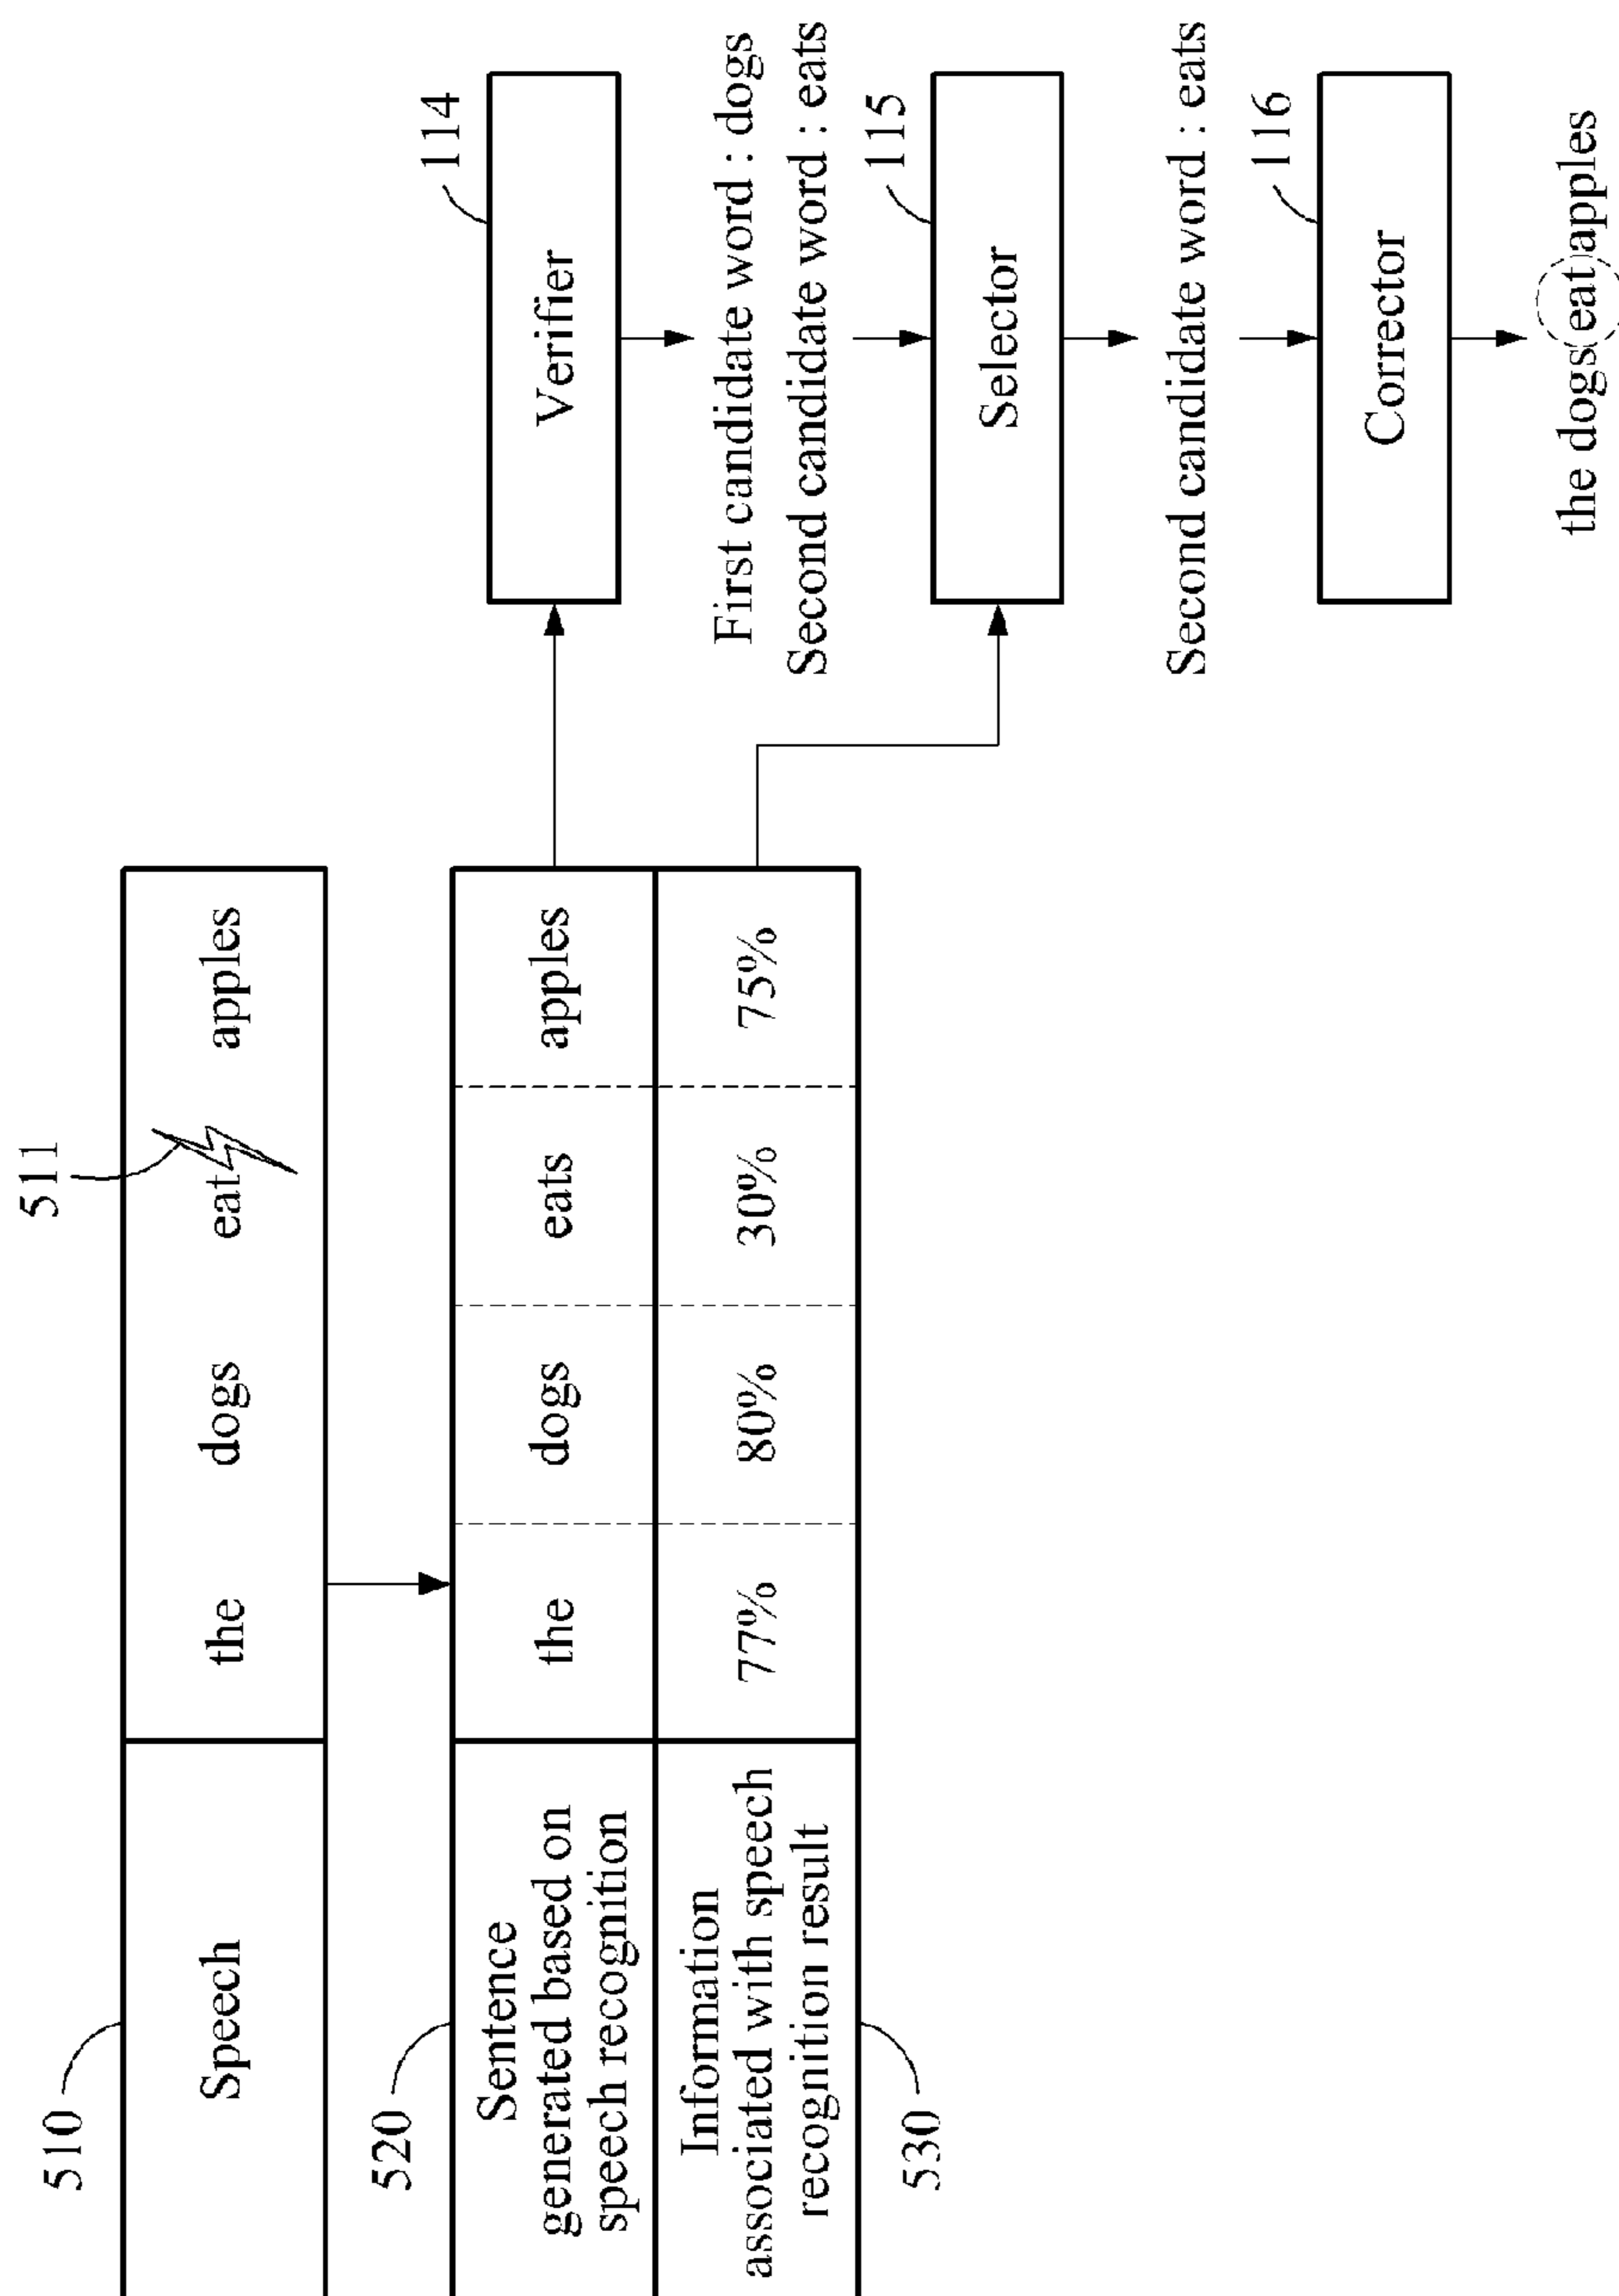 511
510
Speech
the dogs eat apples
520
Sentence
generated based on
speech recognition
the dogs eats apples
114
Verifier
Information
associated with speech
recognition result
77% 80% 30% 75%
530
First candidate word : dogs
Second candidate word : eats
115
Selector
Second candidate word : eats
116
Corrector
the dogs eat apples